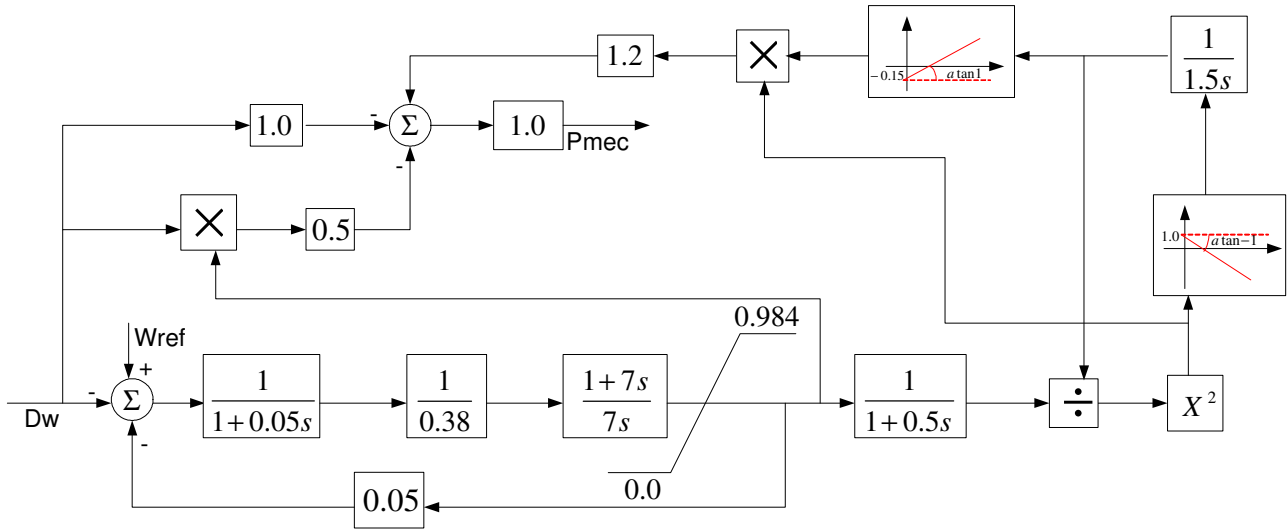 1.2
×
−0.15
a tan1
1
1.5s
-
1.0
Σ
1.0
Pmec
-
×
0.5
1.0
a tan−1
0.984
Wref
+
-
Σ
1
1+0.05s
1
0.38
1+7s
7s
1
1+0.5s
÷
X²
Dw
-
0.0
0.05